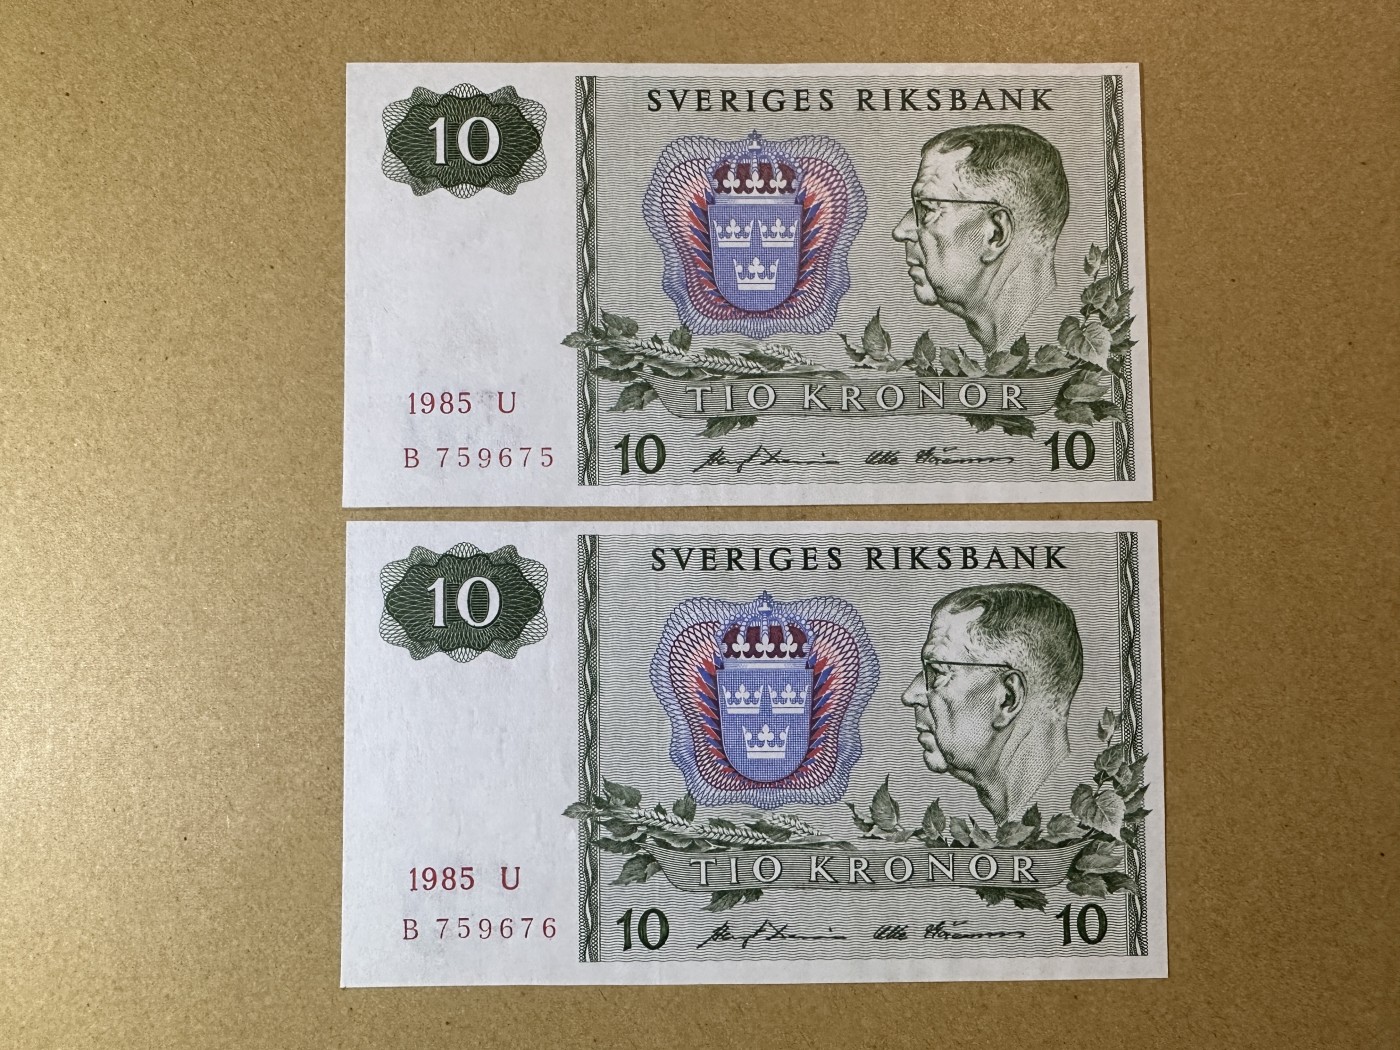 10
SVERIGES RIKSBANK
1985 U
TIO KRONOR
B 759675
10
10
10
SVERIGES RIKSBANK
1985 U
TIO KRONOR
B 759676
10
10